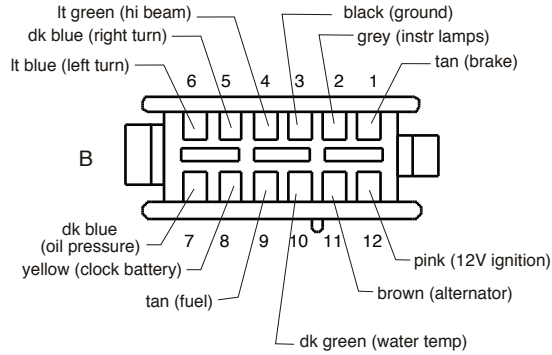 lt green (hi beam)
black (ground)
dk blue (right turn)
grey (instr lamps)
lt blue (left turn)
tan (brake)
6 5 4 3 2 1
B
dk blue
(oil pressure)
7 8 9 10 11 12
yellow (clock battery)
pink (12V ignition)
tan (fuel)
brown (alternator)
dk green (water temp)